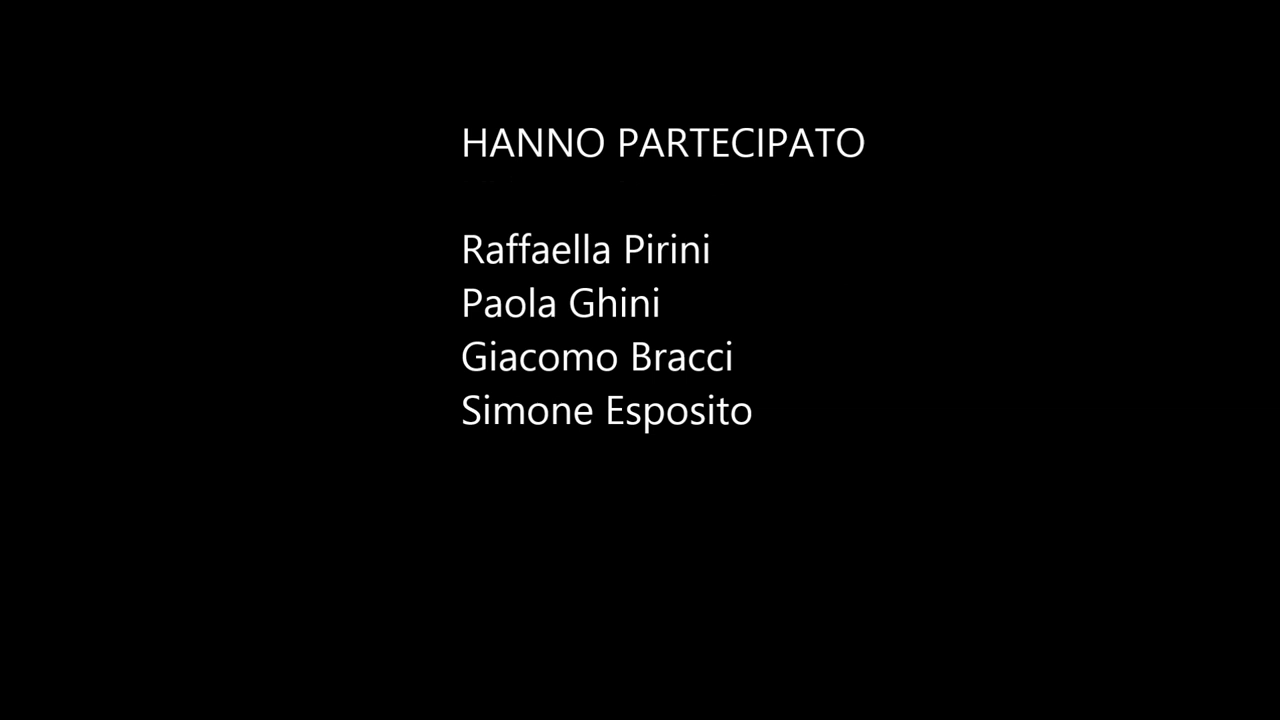 HANNO PARTECIPATO
Raffaella Pirini
Paola Ghini
Giacomo Bracci
Simone Esposito